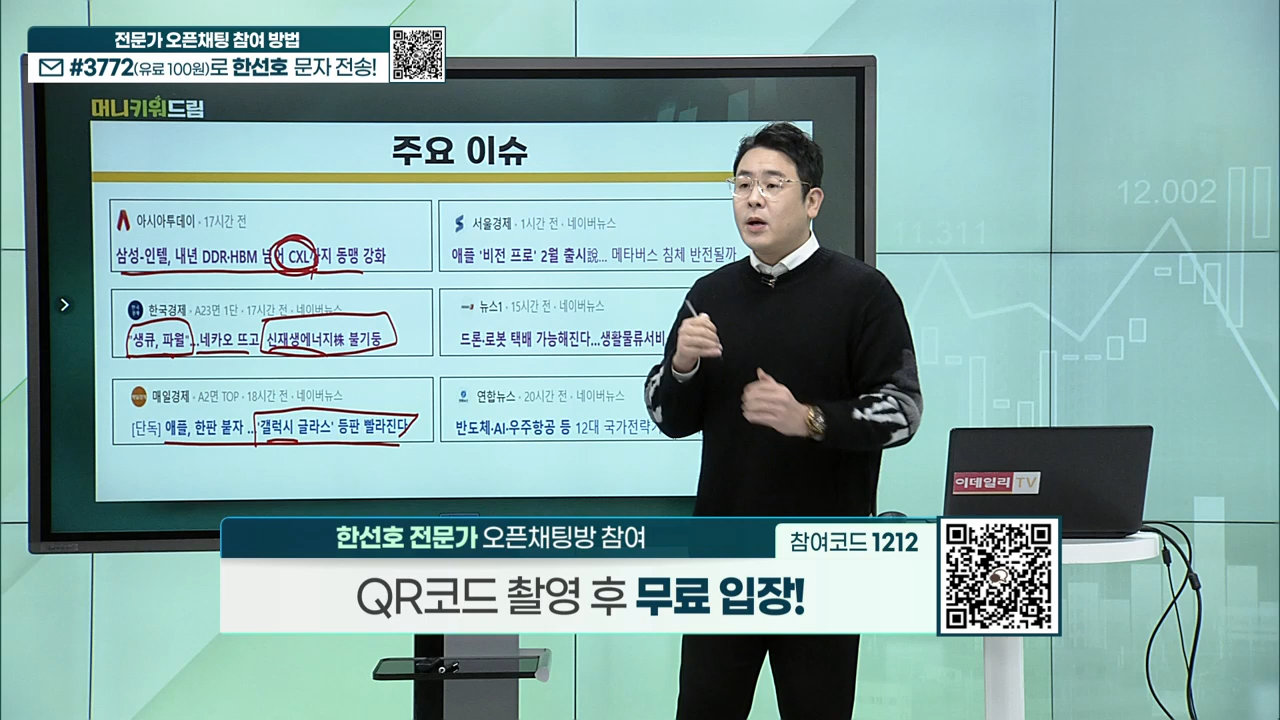 전문가 오픈채팅 참여 방법
#3772(유료 100원)로 한선호 문자 전송!
머니키워드림
주요 이슈
아시아투데이 · 17시간 전
삼성-인텔, 내년 DDR·HBM 넘어 CXL까지 동맹 강화
서울경제 · 1시간 전 · 네이버뉴스
애플 '비전 프로' 2월 출시說... 메타버스 침체 반전될까
한국경제 · A23면 1단 · 17시간 전 · 네이버뉴스
"생큐, 파월"...네카오 뜨고 신재생에너지株 불기둥
뉴스1 · 15시간 전 · 네이버뉴스
드론.로봇 택배 가능해진다...생활물류서비
매일경제 · A2면 TOP · 18시간 전 · 네이버뉴스
[단독] 애플, 한판 붙자 ...'갤럭시 글라스' 등판 빨라진다
연합뉴스 · 20시간 전 · 네이버뉴스
반도체·AI·우주항공 등 12대 국가전략
11.311
12.002
이데일리 TV
한선호 전문가 오픈채팅방 참여
참여코드 1212
QR코드 촬영 후 무료 입장!